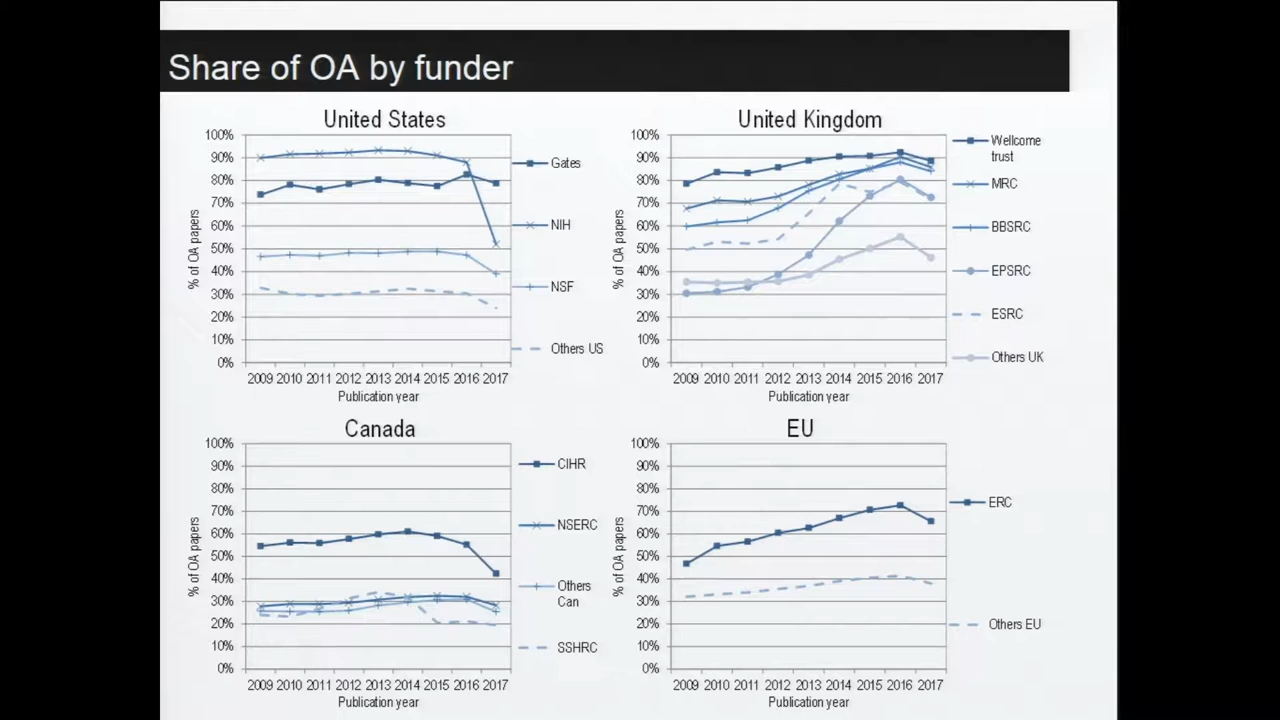 Share of OA by funder
United States
100%
90%
80%
70%
60%
50%
40%
30%
20%
10%
0%
% of OA papers
2009 2010 2011 2012 2013 2014 2015 2016 2017
Publication year
Gates
NIH
NSF
Others US
United Kingdom
100%
90%
80%
70%
60%
50%
40%
30%
20%
10%
0%
% of OA papers
2009 2010 2011 2012 2013 2014 2015 2016 2017
Publication year
Wellcome
trust
MRC
BBSRC
EPSRC
ESRC
Others UK
Canada
100%
90%
80%
70%
60%
50%
40%
30%
20%
10%
0%
% of OA papers
2009 2010 2011 2012 2013 2014 2015 2016 2017
Publication year
CIHR
NSERC
Others
Can
SSHRC
EU
100%
90%
80%
70%
60%
50%
40%
30%
20%
10%
0%
% of OA papers
2009 2010 2011 2012 2013 2014 2015 2016 2017
Publication year
ERC
Others EU